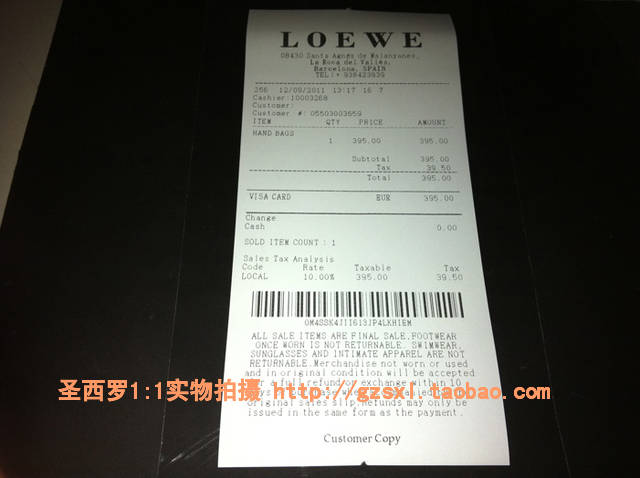 LOEWE
08430 Santa Agnès de Malanyanes,
La Roca del Vallès,
Barcelona, SPAIN
TEL:+ 938423939
256 12/09/2011 13:17 16 7
Cashier:10003268
Customer:
Customer #: 05503003659
ITEM QTY PRICE AMOUNT
HAND BAGS
1 395.00 395.00
Subtotal 395.00
Tax 39.50
Total 395.00
VISA CARD EUR 395.00
Change
Cash 0.00
SOLD ITEM COUNT : 1
Sales Tax Analysis
Code Rate Taxable Tax
LOCAL 10.00% 395.00 39.50
0M4SSK4JII613JP4LKHIEM
ALL SALE ITEMS ARE FINAL SALE,FOOTWEAR
ONCE WORN IS NOT RETURNABLE. SWIMWEAR,
SUNGLASSES AND INTIMATE APPAREL ARE NOT
RETURNABLE.Merchandise not worn or used
and in original condition will be accepted
for a full refund or exchange within 10
圣西罗1:1实物拍摄 http://gzsxl.taobao.com
original sales slip.Refunds may only be
issued in the same form as the payment.
Customer Copy